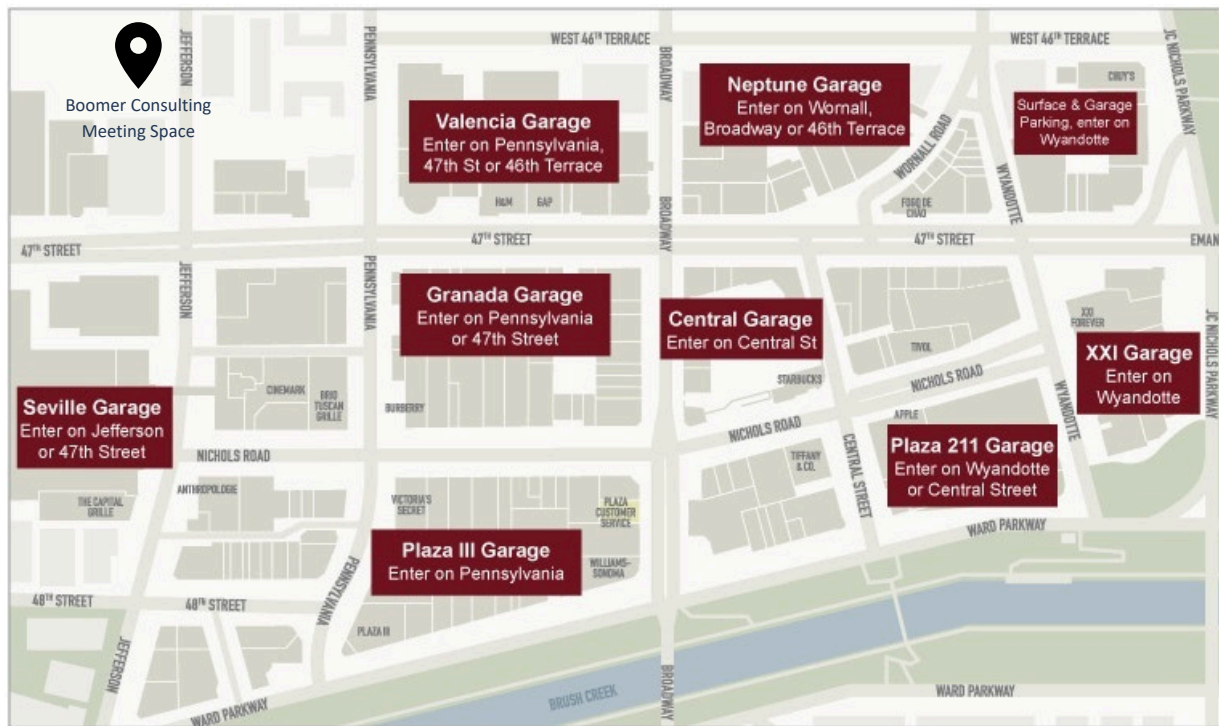 JEFFERSON
PENNSYLVANIA
WEST 46TH TERRACE
BROADWAY
WEST 46TH TERRACE
JC NICHOLS PARKWAY
Boomer Consulting
Meeting Space
Valencia Garage
Enter on Pennsylvania,
47th St or 46th Terrace
Neptune Garage
Enter on Wornall,
Broadway or 46th Terrace
CHUY'S
Surface & Garage
Parking, enter on
Wyandotte
WORNALL ROAD
WYANDOTTE
H&M
GAP
BROADWAY
FOGO DE
CHAO
47TH STREET
47TH STREET
47TH STREET
EMAN
JEFFERSON
PENNSYLVANIA
Granada Garage
Enter on Pennsylvania
or 47th Street
Central Garage
Enter on Central St
XXI
FOREVER
JC NICHOLS PARKWAY
TIVOL
XXI Garage
Enter on
Wyandotte
CINEMARK
BRIO
TUSCAN
GRILLE
BURBERRY
STARBUCKS
NICHOLS ROAD
WYANDOTTE
Seville Garage
Enter on Jefferson
or 47th Street
NICHOLS ROAD
NICHOLS ROAD
APPLE
Plaza 211 Garage
Enter on Wyandotte
or Central Street
TIFFANY
& CO.
CENTRAL STREET
THE CAPITAL
GRILLE
ANTHROPOLOGIE
VICTORIA'S
SECRET
PLAZA
CUSTOMER
SERVICE
WARD PARKWAY
Plaza III Garage
Enter on Pennsylvania
WILLIAMS-
SONOMA
PENNSYLVANIA
48TH STREET
48TH STREET
PLAZA III
JEFFERSON
BROADWAY
BRUSH CREEK
WARD PARKWAY
WARD PARKWAY